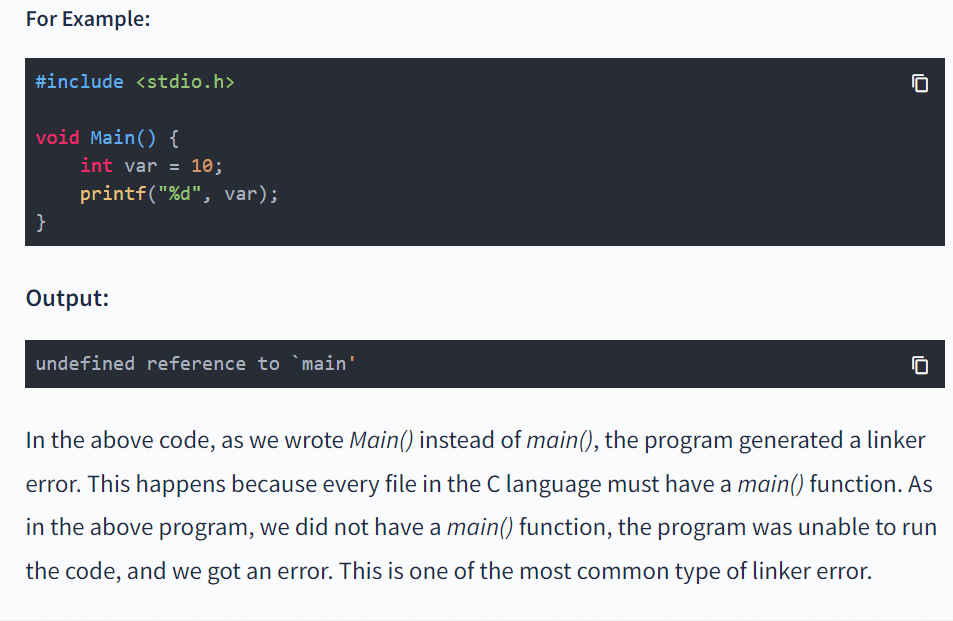 For Example:
#include <stdio.h>
void Main() {
    int var = 10;
    printf("%d", var);
}
Output:
undefined reference to `main'
In the above code, as we wrote Main() instead of main(), the program generated a linker
error. This happens because every file in the C language must have a main() function. As
in the above program, we did not have a main() function, the program was unable to run
the code, and we got an error. This is one of the most common type of linker error.